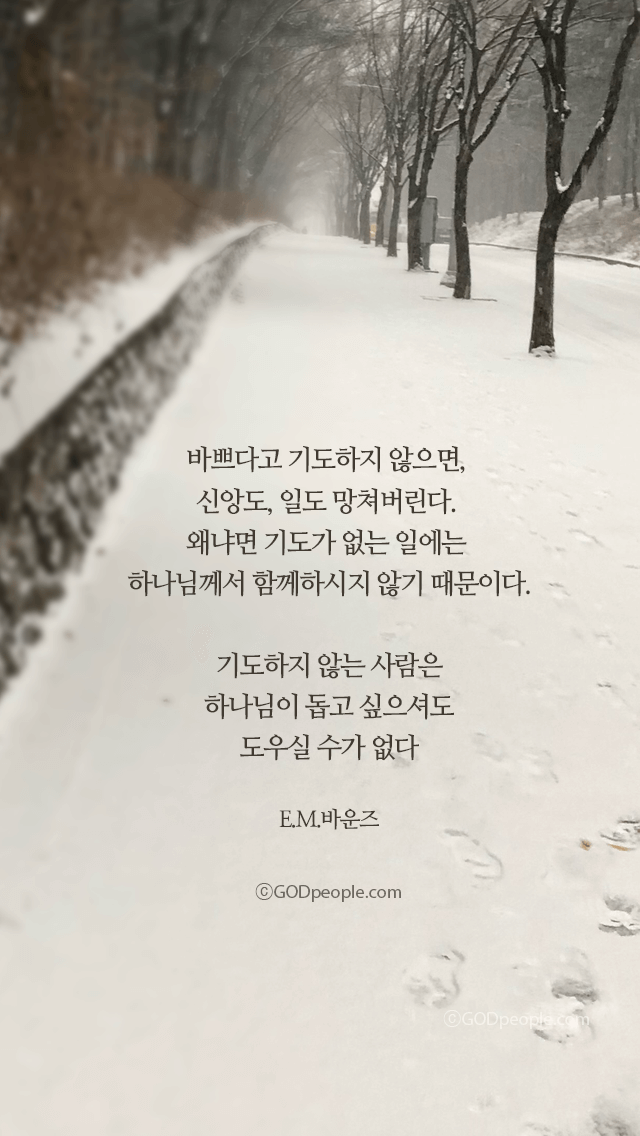 바쁘다고 기도하지 않으면,
신앙도, 일도 망쳐버린다.
왜냐면 기도가 없는 일에는
하나님께서 함께하시지 않기 때문이다.
기도하지 않는 사람은
하나님이 돕고 싶으셔도
도우실 수가 없다
E.M.바운즈
ⓒGODpeople.com
ⓒGODpeople.com